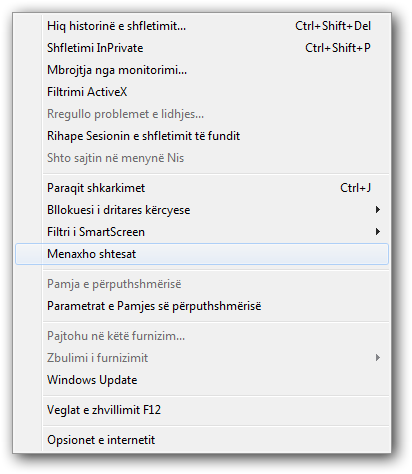 Hiq historinë e shfletimit... Ctrl+Shift+Del
Shfletimi InPrivate Ctrl+Shift+P
Mbrojtja nga monitorimi...
Filtrimi ActiveX
Rregullo problemet e lidhjes...
Rihape Sesionin e shfletimit të fundit
Shto sajtin në menynë Nis
Paraqit shkarkimet Ctrl+J
Bllokuesi i dritares kërcyese
Filtri i SmartScreen
Menaxho shtesat
Pamja e përputhshmërisë
Parametrat e Pamjes së përputhshmërisë
Pajtohu në këtë furnizim...
Zbulimi i furnizimit
Windows Update
Veglat e zhvillimit F12
Opsionet e internetit